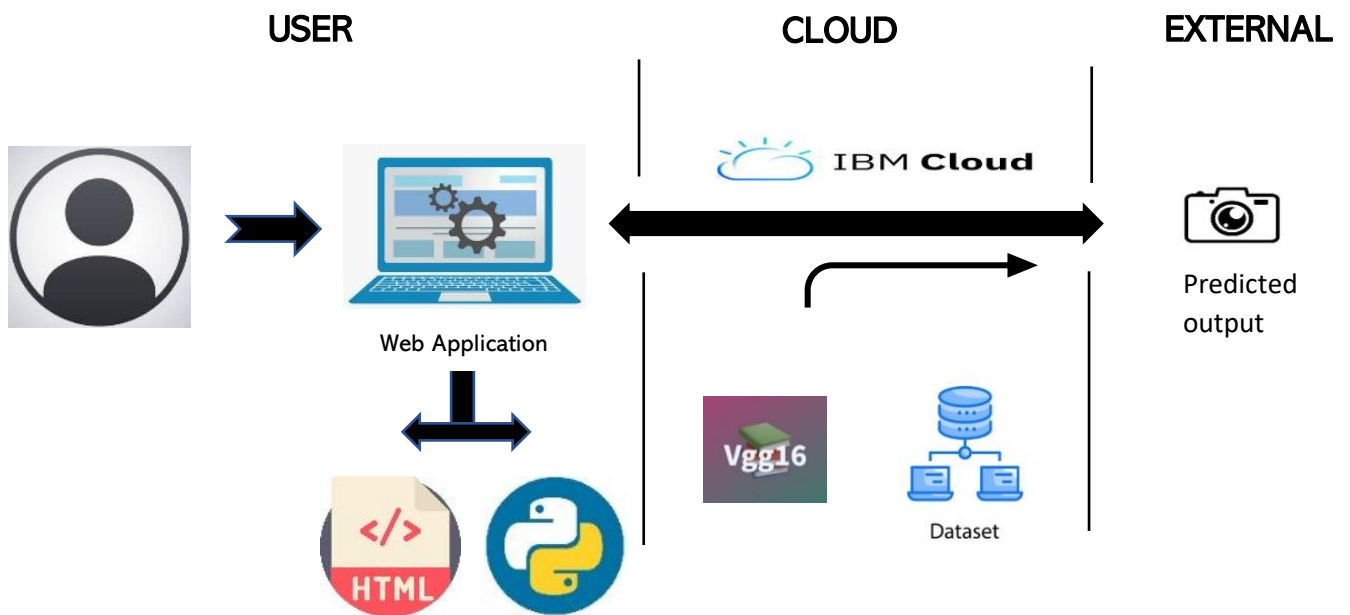 USER
CLOUD
EXTERNAL
IBM Cloud
Web Application
Predicted
output
Vgg16
Dataset
</>
HTML